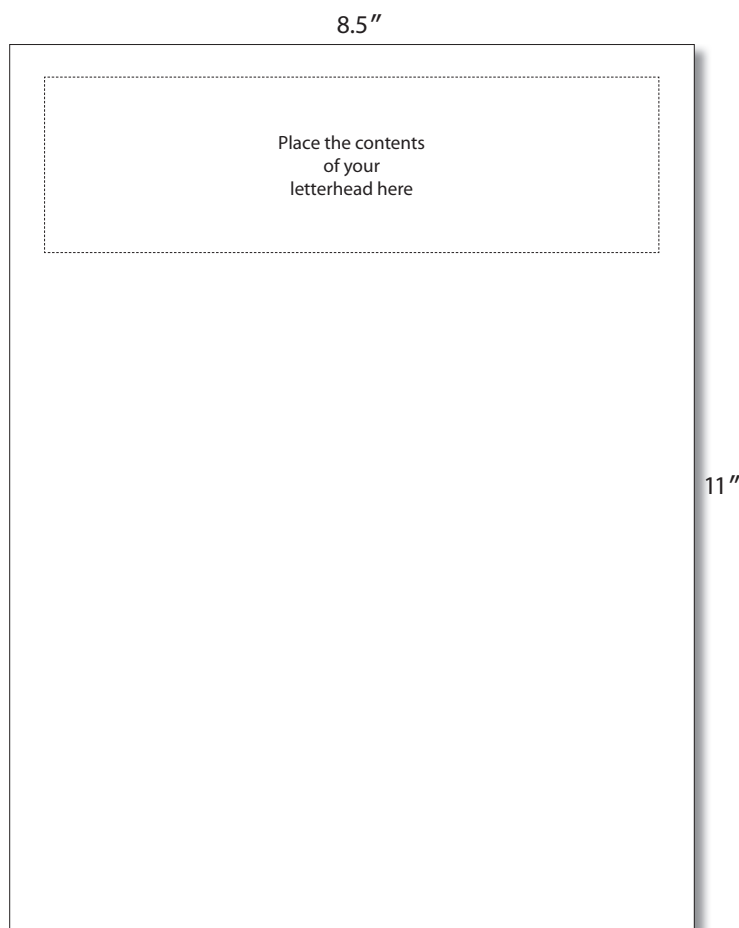 8.5″
Place the contents
of your
letterhead here
11″